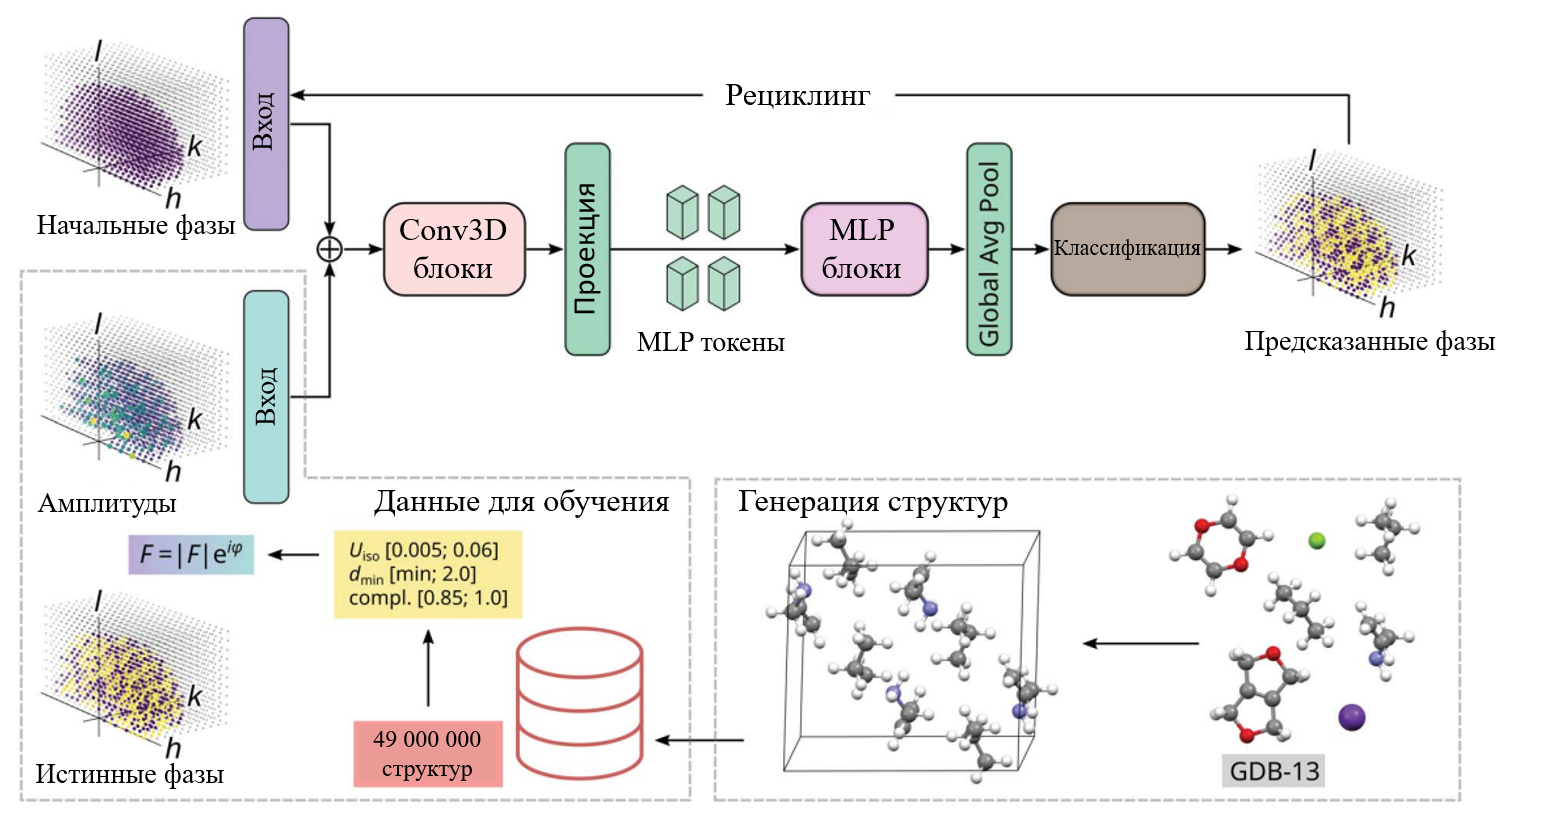 l
k
h
Начальные фазы
Вход
Рециклинг
Conv3D
блоки
Проекция
MLP токены
MLP
блоки
Global Avg Pool
Классификация
l
k
h
Предсказанные фазы
l
k
h
Амплитуды
Вход
Данные для обучения
F = |F| e^{iφ}
U_{iso} [0.005; 0.06]
d_{min} [min; 2.0]
compl. [0.85; 1.0]
l
k
h
Истинные фазы
49 000 000
структур
Генерация структур
GDB-13